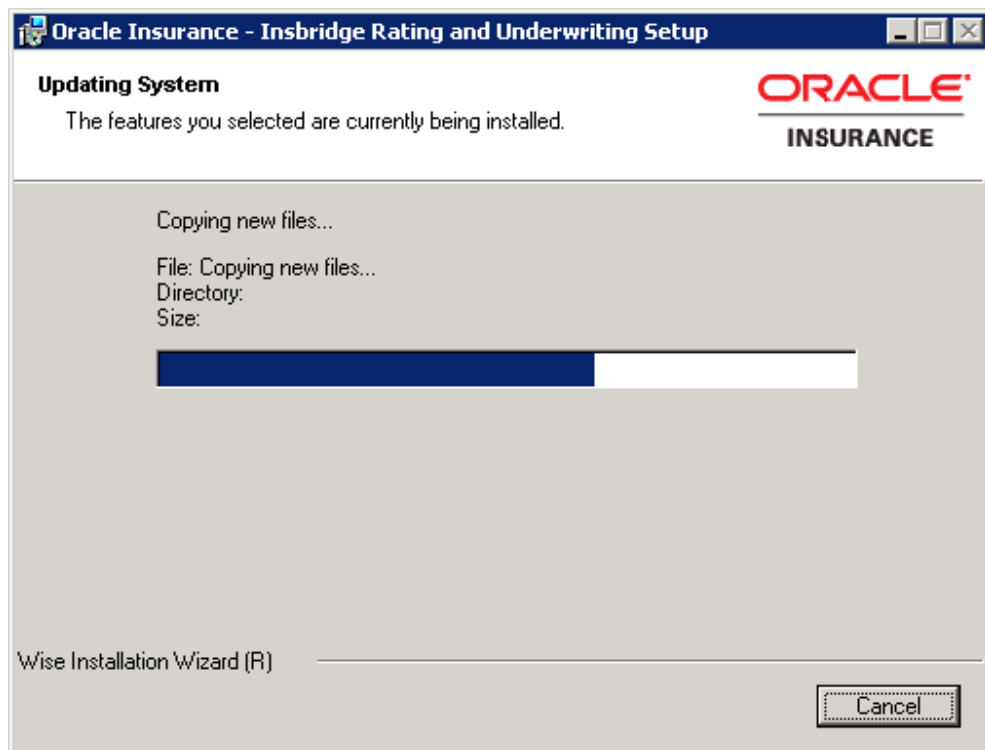 Oracle Insurance - Insbridge Rating and Underwriting Setup
Updating System
The features you selected are currently being installed.
ORACLE
INSURANCE
Copying new files...
File: Copying new files...
Directory:
Size:
Wise Installation Wizard (R)
Cancel